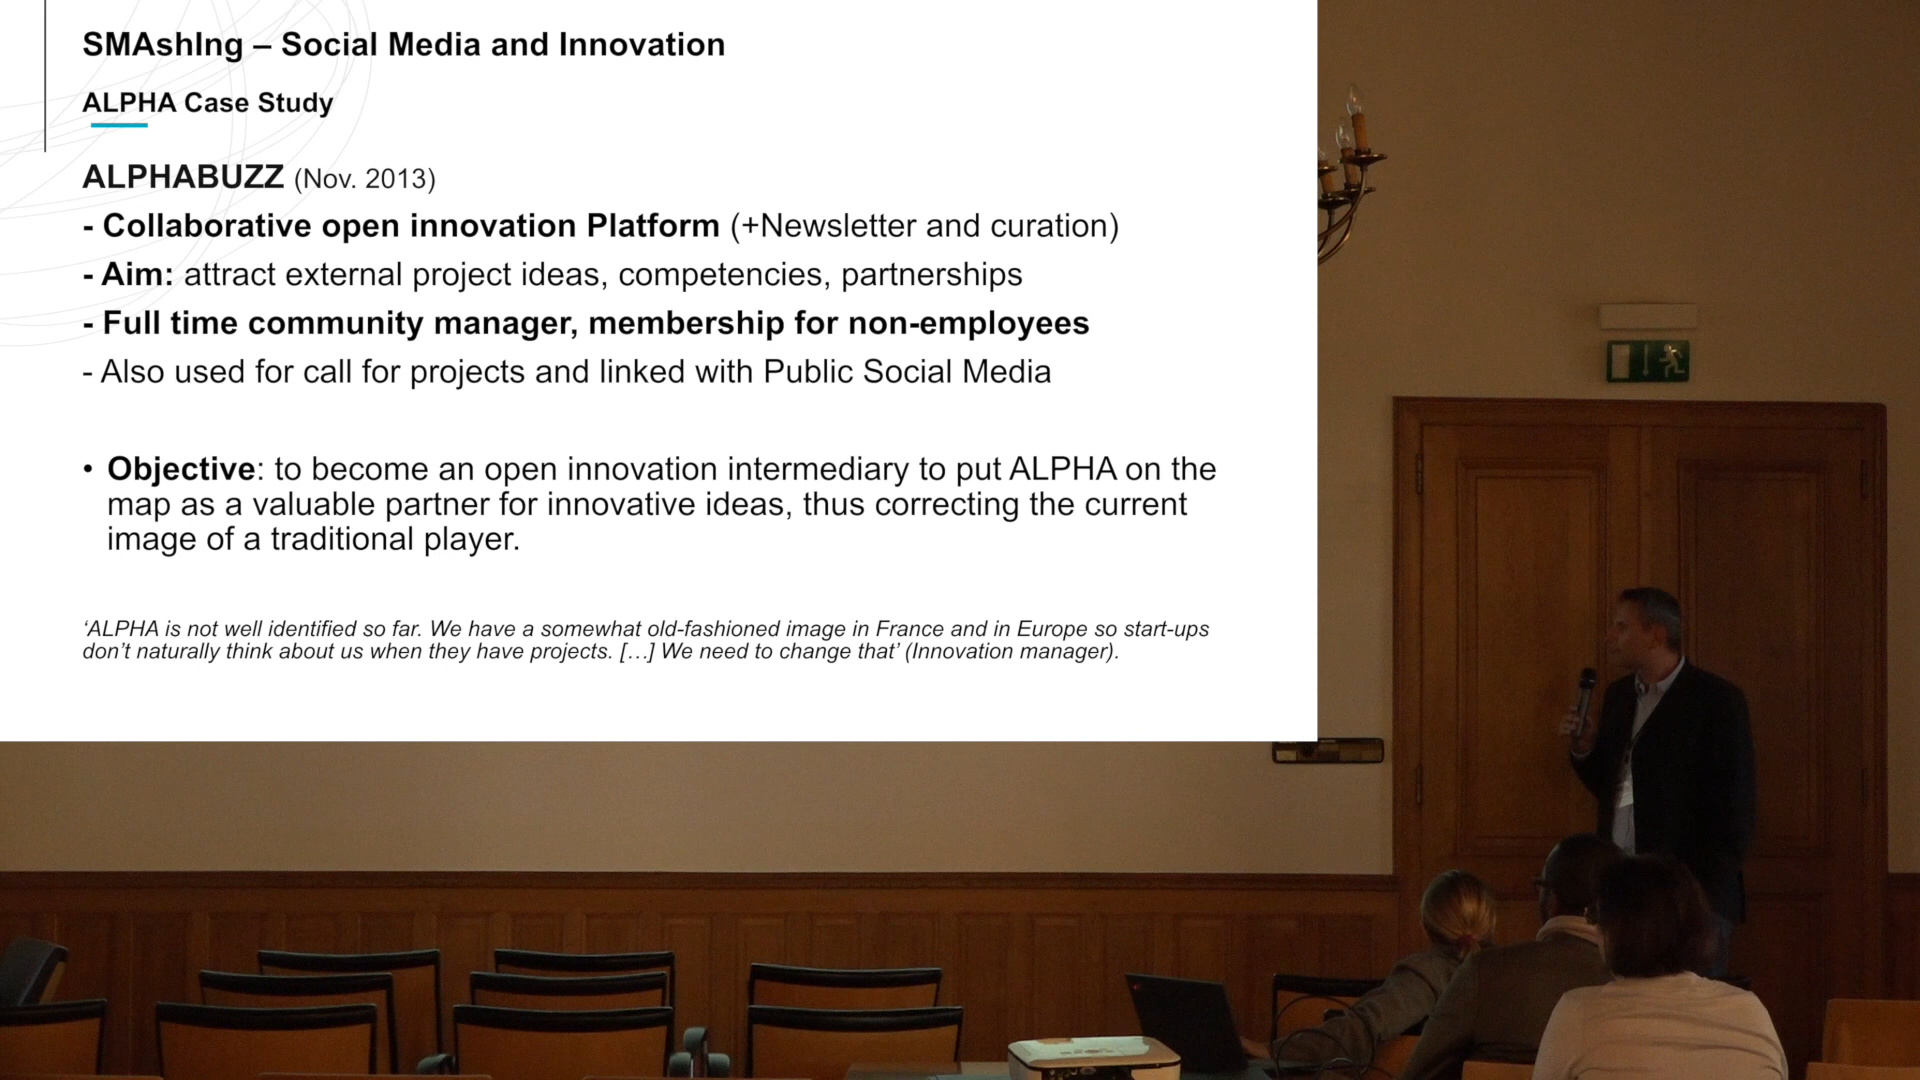 SMAshIng – Social Media and Innovation
ALPHA Case Study
ALPHABUZZ (Nov. 2013)
- Collaborative open innovation Platform (+Newsletter and curation)
- Aim: attract external project ideas, competencies, partnerships
- Full time community manager, membership for non-employees
- Also used for call for projects and linked with Public Social Media
• Objective: to become an open innovation intermediary to put ALPHA on the
map as a valuable partner for innovative ideas, thus correcting the current
image of a traditional player.
‘ALPHA is not well identified so far. We have a somewhat old-fashioned image in France and in Europe so start-ups
don’t naturally think about us when they have projects. […] We need to change that’ (Innovation manager).